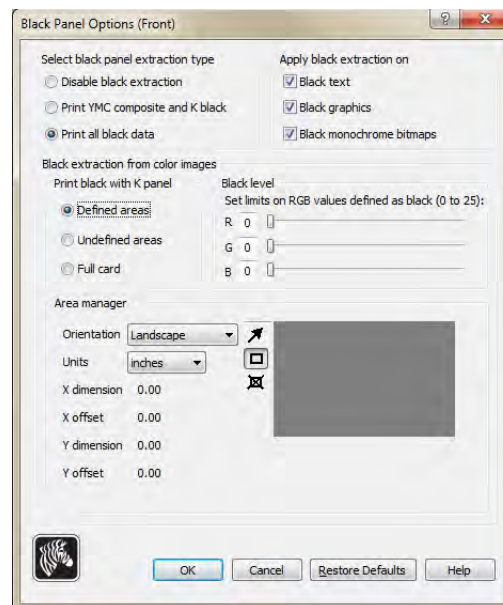 Black Panel Options (Front)
Select black panel extraction type
Disable black extraction
Print YMC composite and K black
Print all black data
Apply black extraction on
Black text
Black graphics
Black monochrome bitmaps
Black extraction from color images
Print black with K panel
Defined areas
Undefined areas
Full card
Black level
Set limits on RGB values defined as black (0 to 25):
R 0
G 0
B 0
Area manager
Orientation Landscape
Units inches
X dimension 0.00
X offset 0.00
Y dimension 0.00
Y offset 0.00
OK Cancel Restore Defaults Help